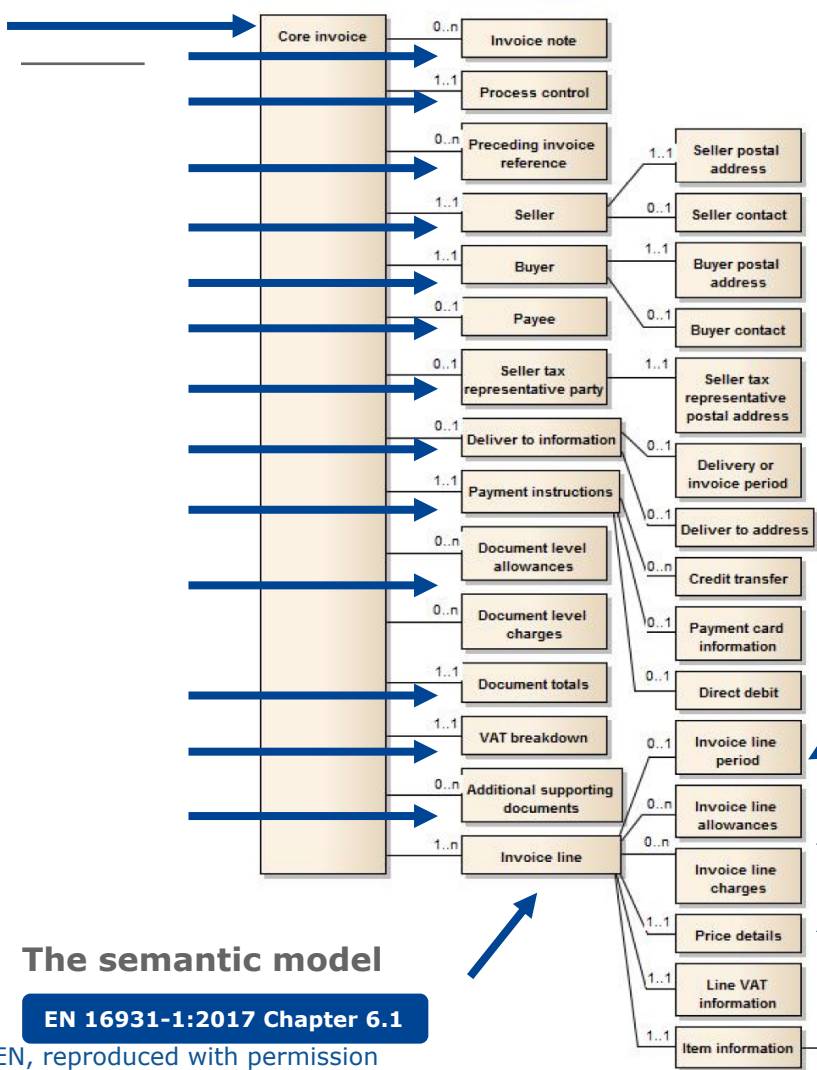 Core invoice
0..n
Invoice note
1..1
Process control
0..n
Preceding invoice
reference
1..1
Seller
1..1
Seller postal
address
0..1
Seller contact
1..1
Buyer
1..1
Buyer postal
address
0..1
Buyer contact
0..1
Payee
0..1
Seller tax
representative party
1..1
Seller tax
representative
postal address
0..1
Deliver to information
0..1
Delivery or
invoice period
0..1
Deliver to address
1..1
Payment instructions
0..n
Credit transfer
0..1
Payment card
information
0..1
Direct debit
0..n
Document level
allowances
0..n
Document level
charges
1..1
Document totals
1..1
VAT breakdown
0..n
Additional supporting
documents
1..n
Invoice line
0..1
Invoice line
period
0..n
Invoice line
allowances
0..n
Invoice line
charges
1..1
Price details
1..1
Line VAT
information
1..1
Item information
The semantic model
EN 16931-1:2017 Chapter 6.1
EN, reproduced with permission